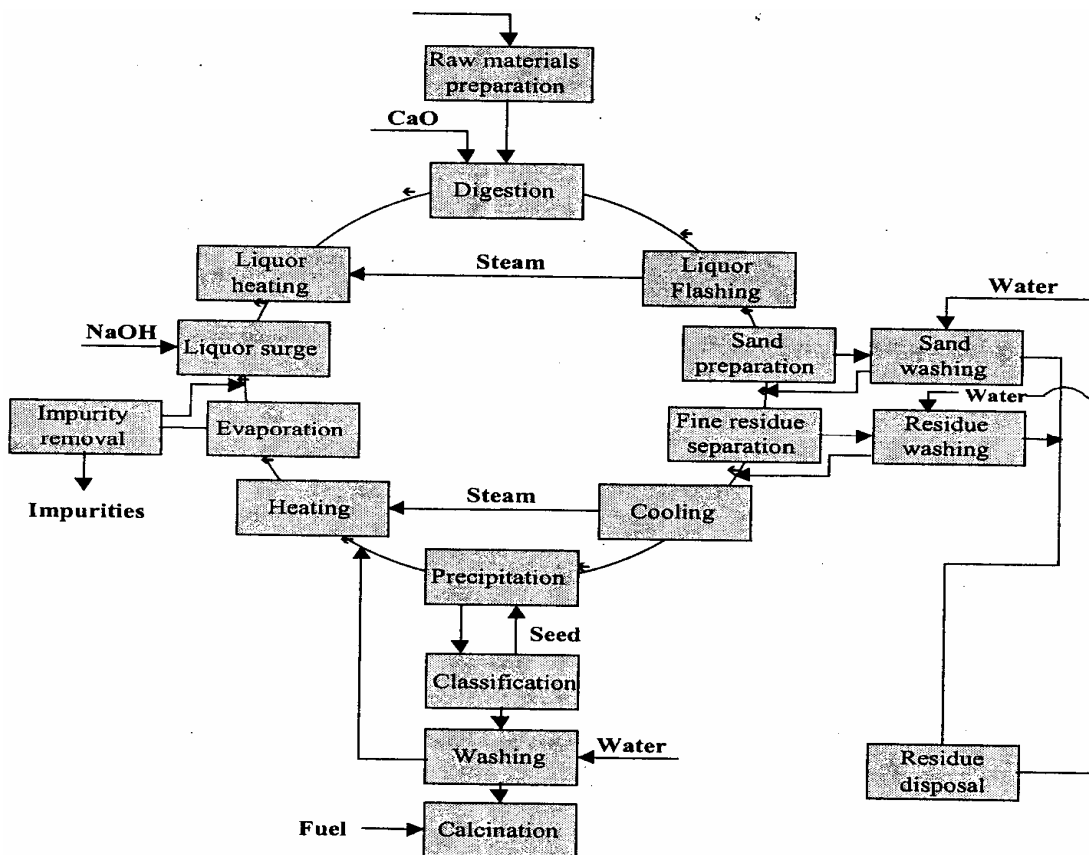 Raw materials
preparation
CaO
Digestion
Liquor
heating
Steam
Liquor
Flashing
Water
NaOH
Liquor surge
Sand
preparation
Sand
washing
Water
Impurity
removal
Evaporation
Fine residue
separation
Residue
washing
Impurities
Heating
Steam
Cooling
Precipitation
Seed
Classification
Washing
Water
Residue
disposal
Fuel
Calcination